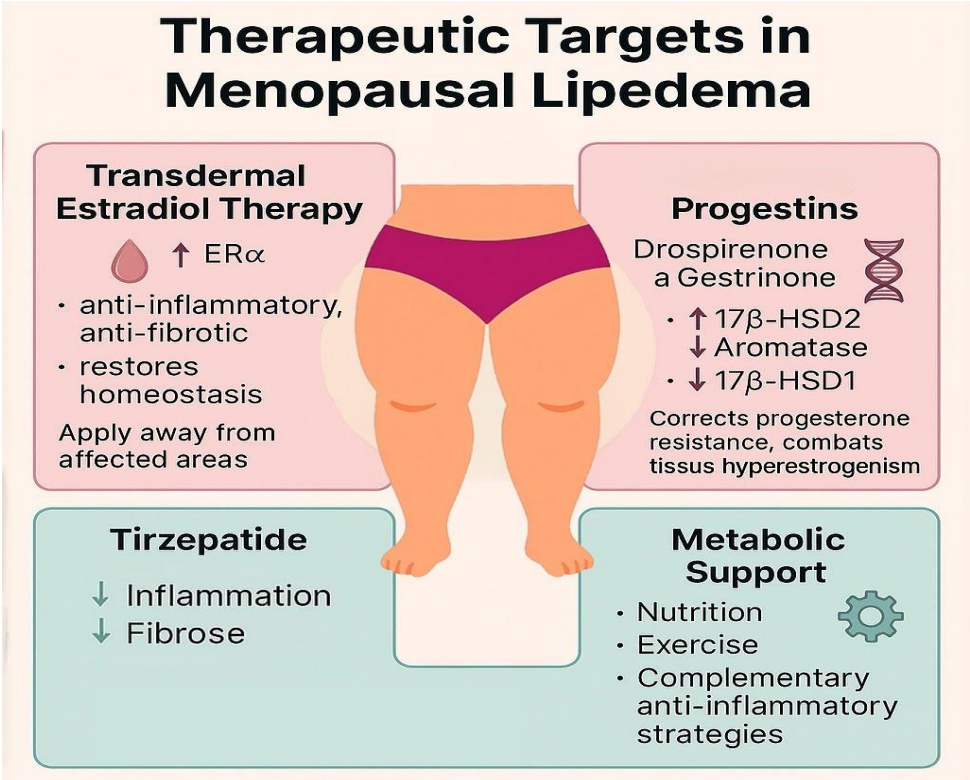 Therapeutic Targets in
Menopausal Lipedema
Transdermal
Estradiol Therapy
↑ ERα
• anti-inflammatory,
anti-fibrotic
• restores
homeostasis
Apply away from
affected areas
Progestins
Drospirenone
a Gestrinone
• ↑ 17β-HSD2
↓ Aromatase
• ↓ 17β-HSD1
Corrects progesterone
resistance, combats
tissus hyperestrogenism
Tirzepatide
↓ Inflammation
↓ Fibrose
Metabolic
Support
• Nutrition
• Exercise
• Complementary
anti-inflammatory
strategies